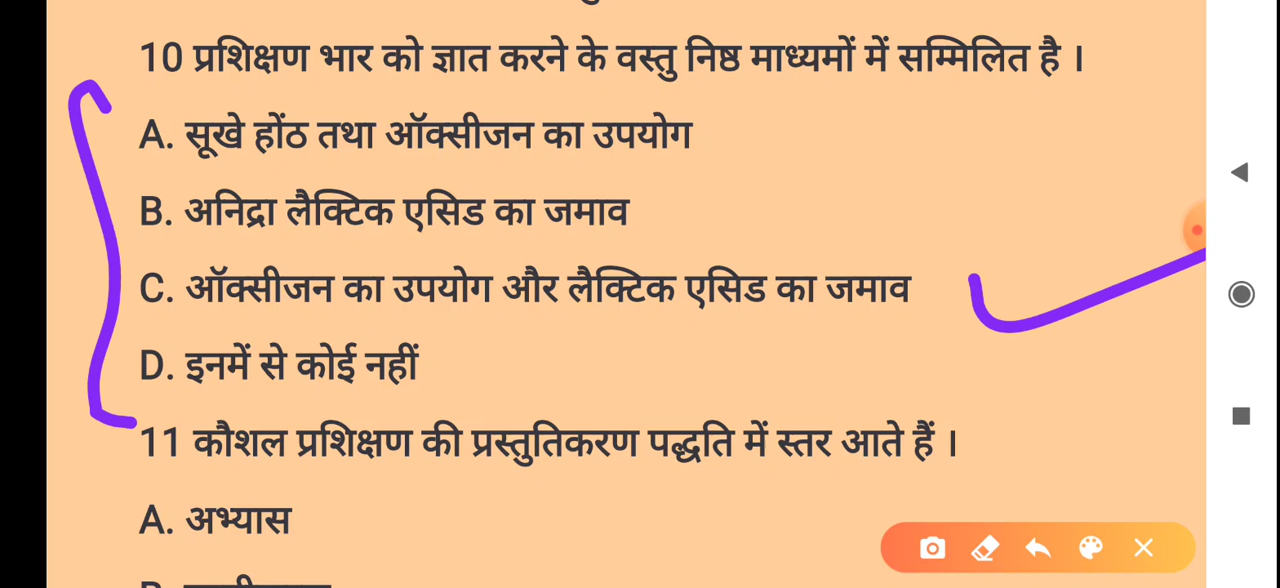 10 प्रशिक्षण भार को ज्ञात करने के वस्तु निष्ठ माध्यमों में सम्मिलित है ।
A. सूखे होंठ तथा ऑक्सीजन का उपयोग
B. अनिद्रा लैक्टिक एसिड का जमाव
C. ऑक्सीजन का उपयोग और लैक्टिक एसिड का जमाव
D. इनमें से कोई नहीं
11 कौशल प्रशिक्षण की प्रस्तुतिकरण पद्धति में स्तर आते हैं ।
A. अभ्यास